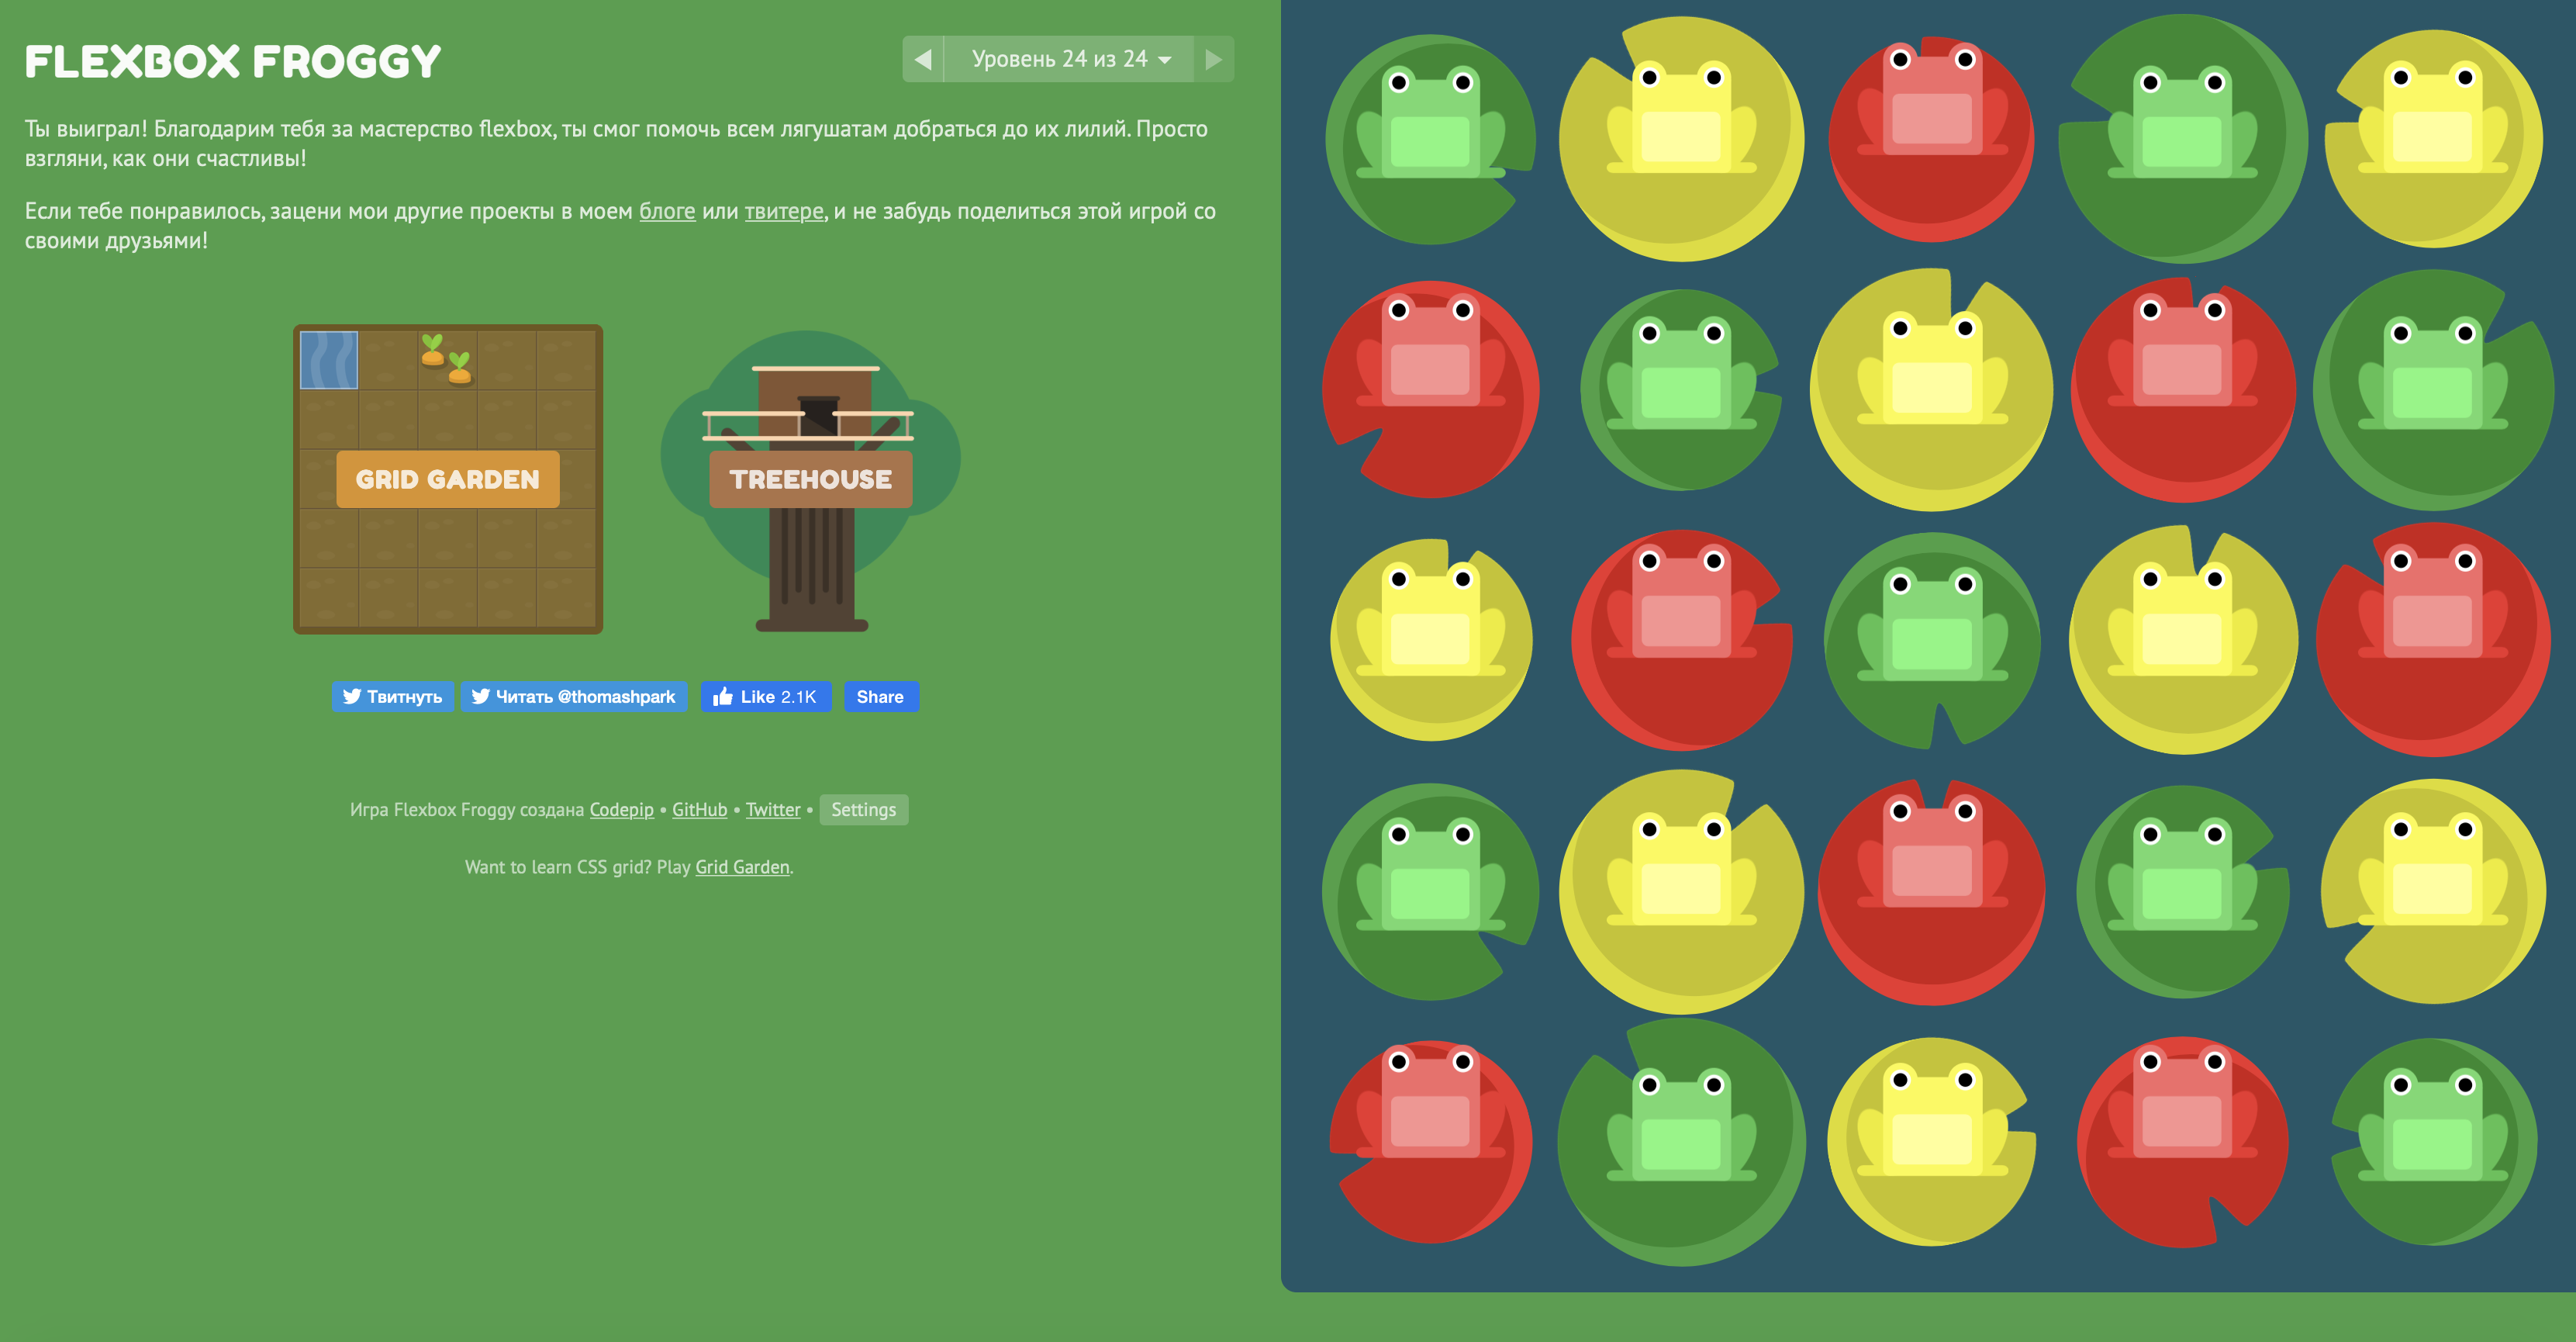 FLEXBOX FROGGY
Уровень 24 из 24
Ты выиграл! Благодарим тебя за мастерство flexbox, ты смог помочь всем лягушатам добраться до их лилий. Просто
взгляни, как они счастливы!
Если тебе понравилось, зацени мои другие проекты в моем блоге или твитере, и не забудь поделиться этой игрой со
своими друзьями!
GRID GARDEN
TREEHOUSE
Твитнуть
Читать @thomashpark
Like 2.1K
Share
Игра Flexbox Froggy создана Codepip • GitHub • Twitter • Settings
Want to learn CSS grid? Play Grid Garden.